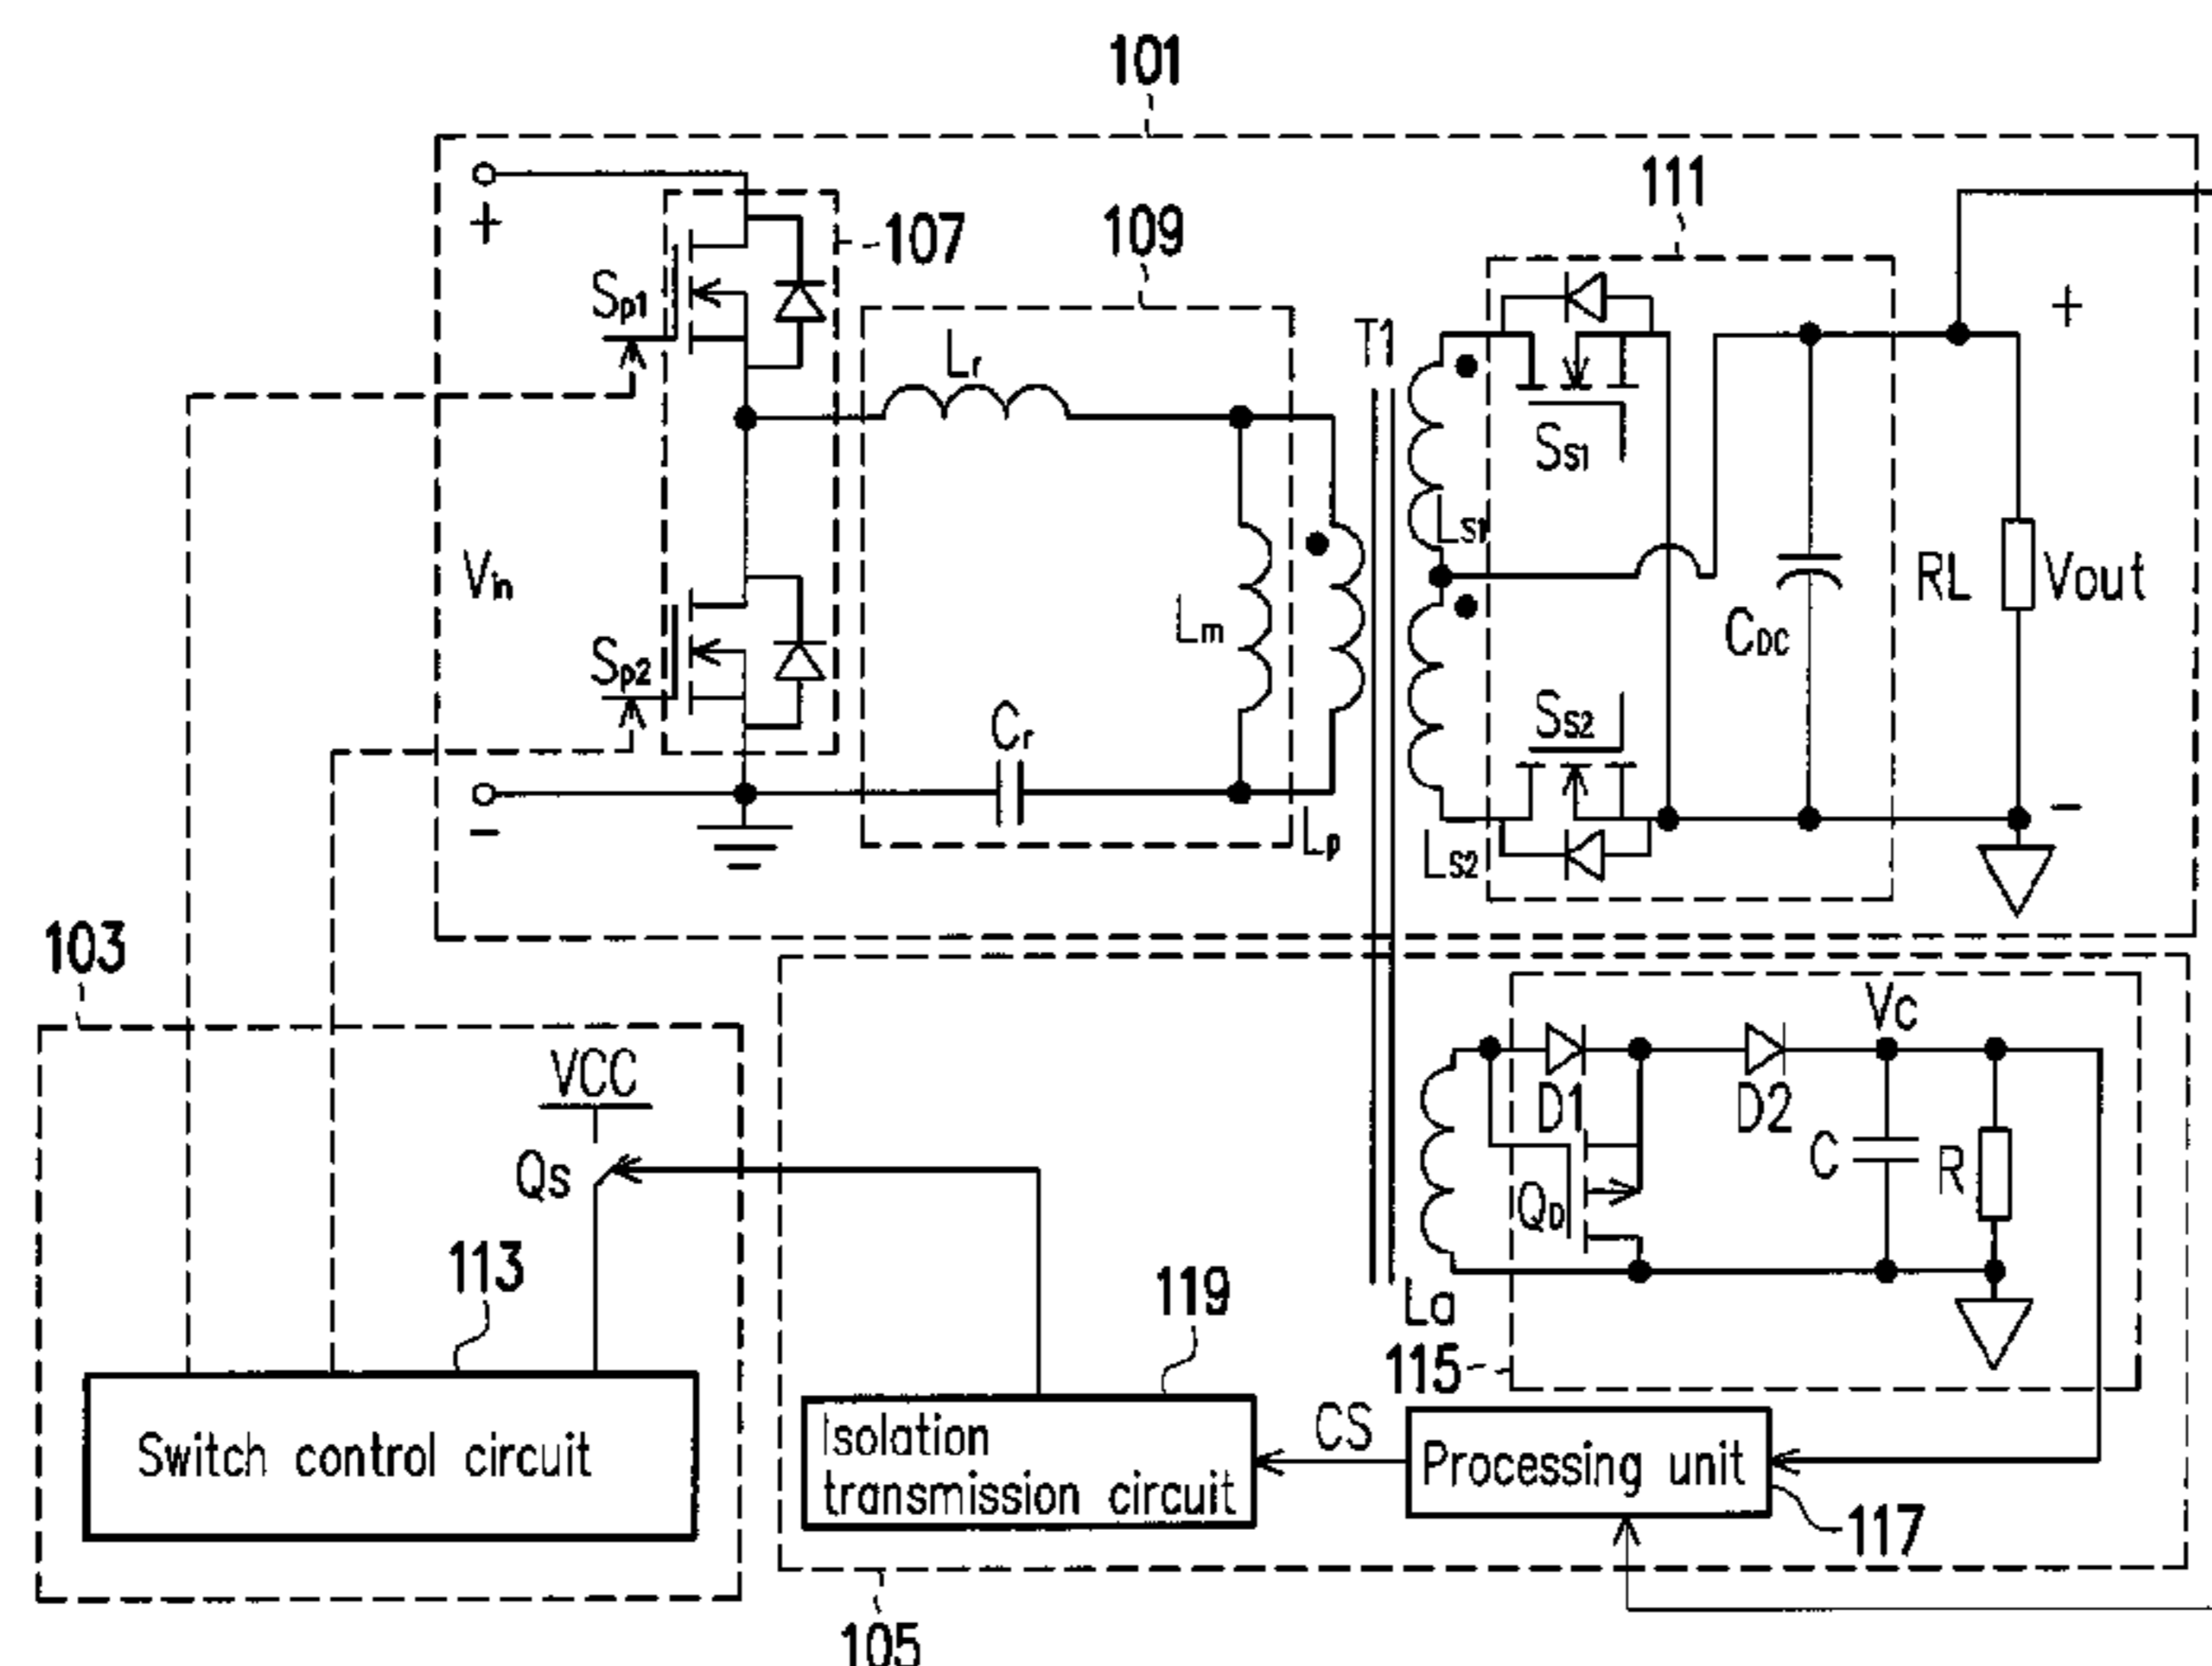 101
+
107
109
111
Sp1
Lr
T1
+
SS1
LS1
Vin
Lm
RL
Vout
CDC
Sp2
Cr
SS2
-
-
Lp
LS2
103
VC
VCC
D1
D2
QS
C
R
QD
113
119
La
115
Switch control circuit
Isolation
transmission circuit
CS
Processing unit
117
105